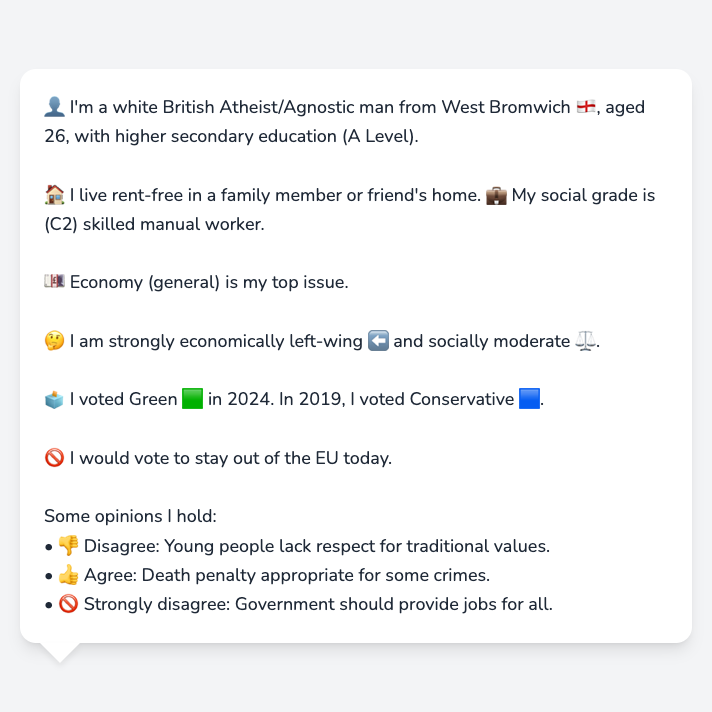 👤 I'm a white British Atheist/Agnostic man from West Bromwich 🏴󠁧󠁢󠁥󠁮󠁧󠁿, aged
26, with higher secondary education (A Level).
🏠 I live rent-free in a family member or friend's home. 💼 My social grade is
(C2) skilled manual worker.
💷 Economy (general) is my top issue.
🤔 I am strongly economically left-wing ⬅️ and socially moderate ⚖️.
🗳️ I voted Green 🟩 in 2024. In 2019, I voted Conservative 🟦.
🚫 I would vote to stay out of the EU today.
Some opinions I hold:
• 👎 Disagree: Young people lack respect for traditional values.
• 👍 Agree: Death penalty appropriate for some crimes.
• 🚫 Strongly disagree: Government should provide jobs for all.